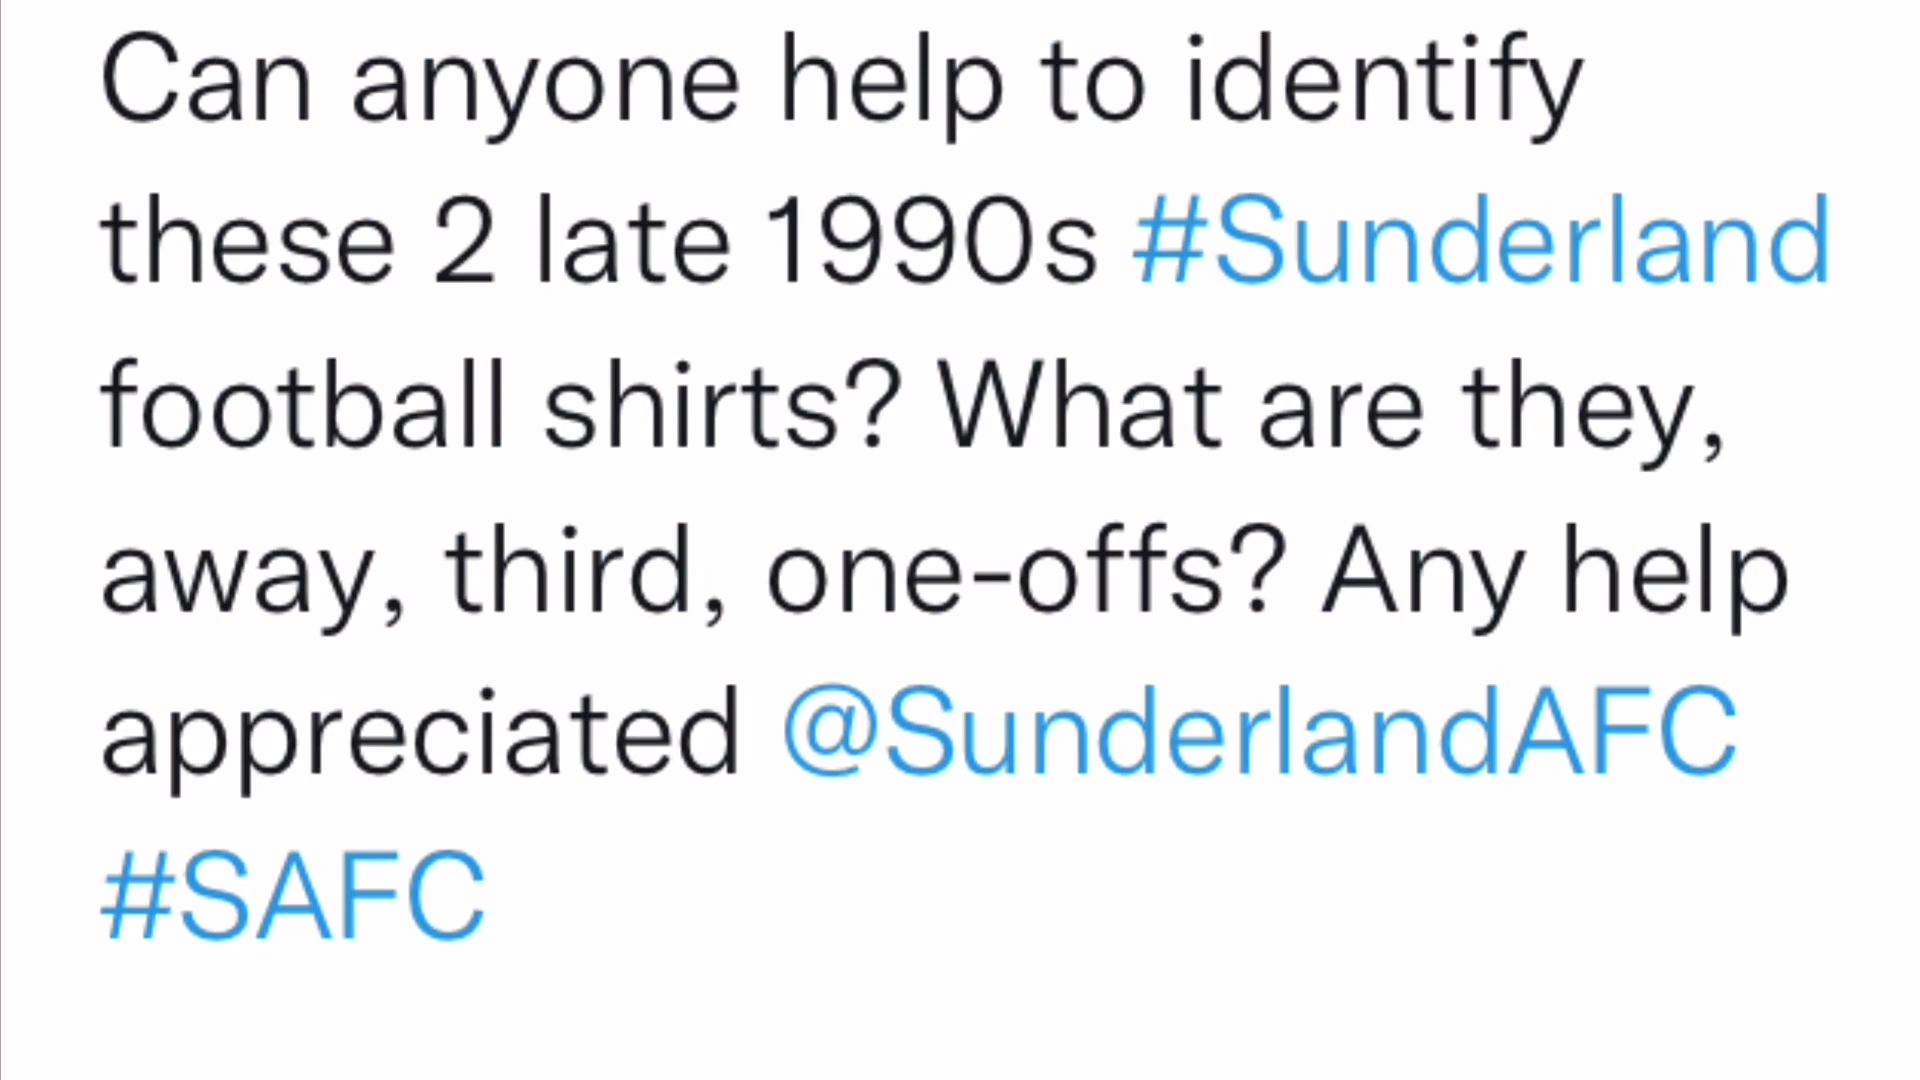 Can anyone help to identify
these 2 late 1990s #Sunderland
football shirts? What are they,
away, third, one-offs? Any help
appreciated @SunderlandAFC
#SAFC